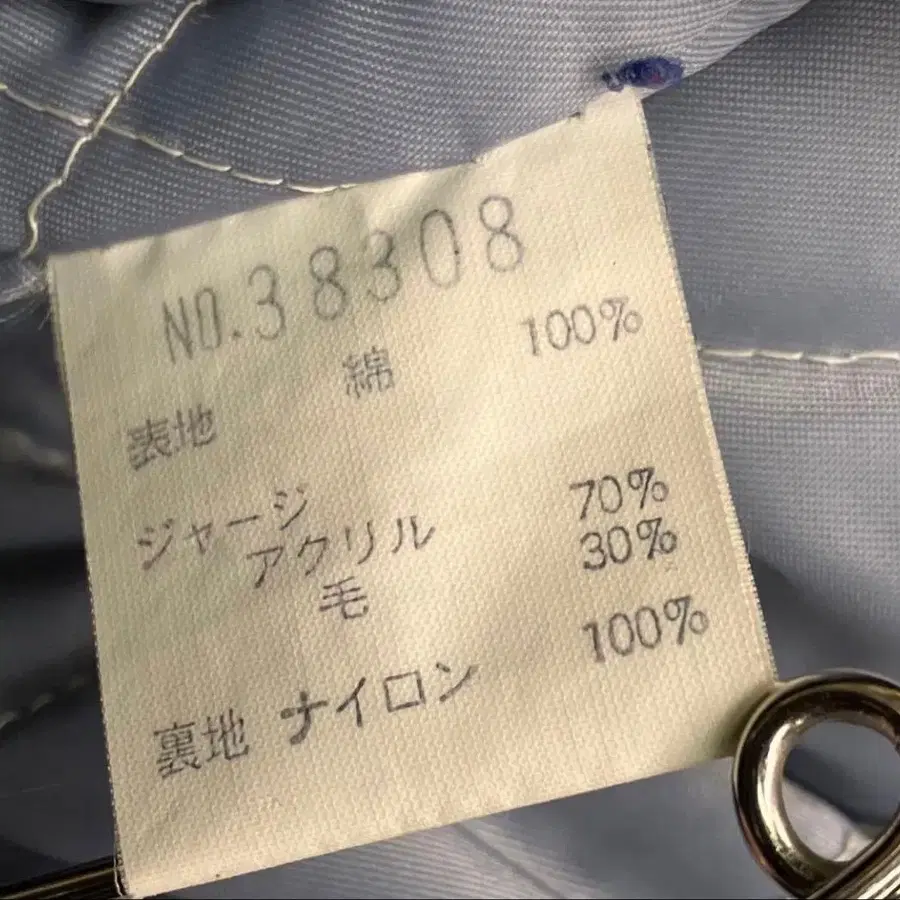 NO.38308
表地 綿 100%
ジャージ
アクリル 70%
毛 30%
裏地 ナイロン 100%